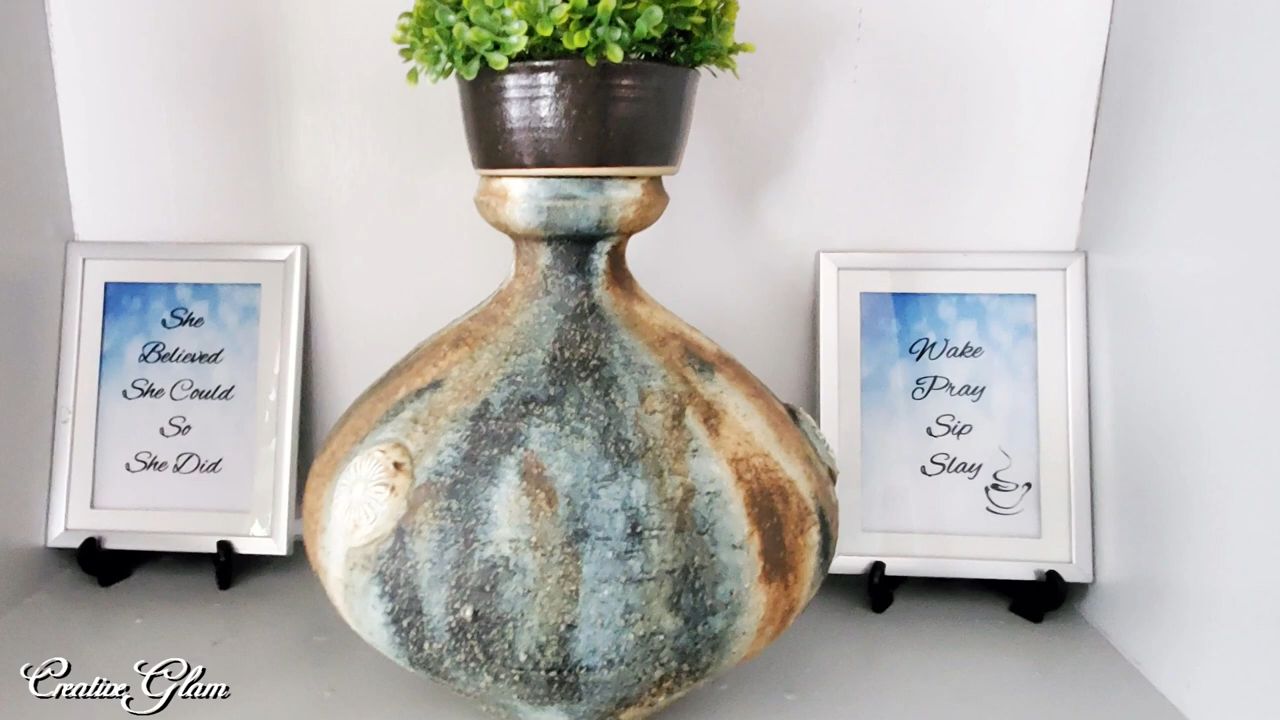 She
Believed
She Could
So
She Did
Wake
Pray
Sip
Slay
Creative Glam